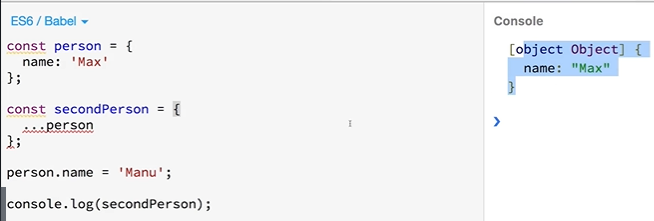 ES6 / Babel
const person = {
name: 'Max'
};
const secondPerson = {
...person
};
person.name = 'Manu';
console.log(secondPerson);
Console
[object Object] {
name: "Max"
}